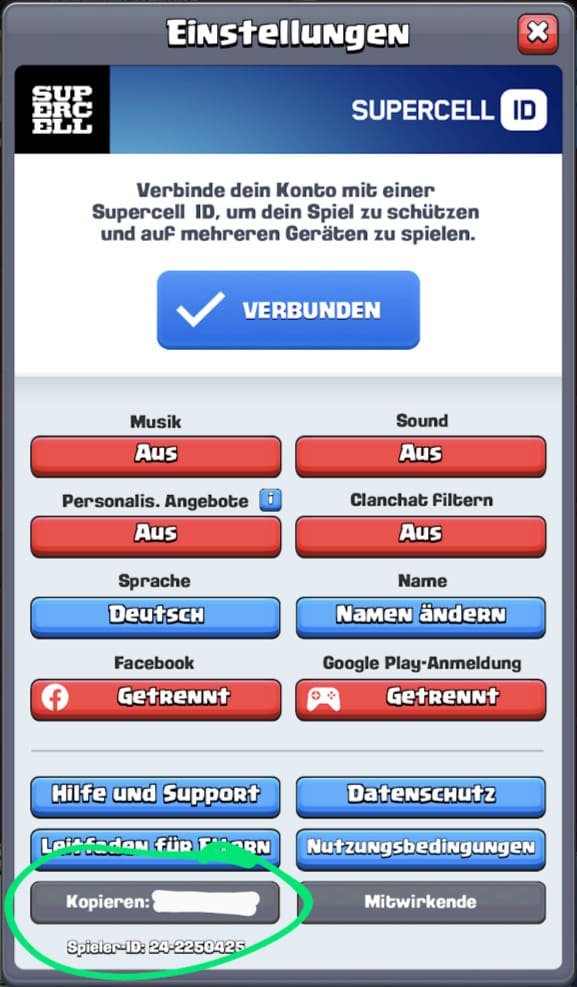 Einstellungen
SUP
ERC
ELL
SUPERCELL ID
Verbinde dein Konto mit einer
Supercell ID, um dein Spiel zu schützen
und auf mehreren Geräten zu spielen.
VERBUNDEN
Musik
Sound
Aus
Aus
Personalis. Angebote i
Clanchat filtern
Aus
Aus
Sprache
Name
Deutsch
Namen ändern
Facebook
Google Play-Anmeldung
Getrennt
Getrennt
Hilfe und Support
Datenschutz
Leitfaden für Eltern
Nutzungsbedingungen
Kopieren:
Mitwirkende
Spieler-ID: 24-2250425